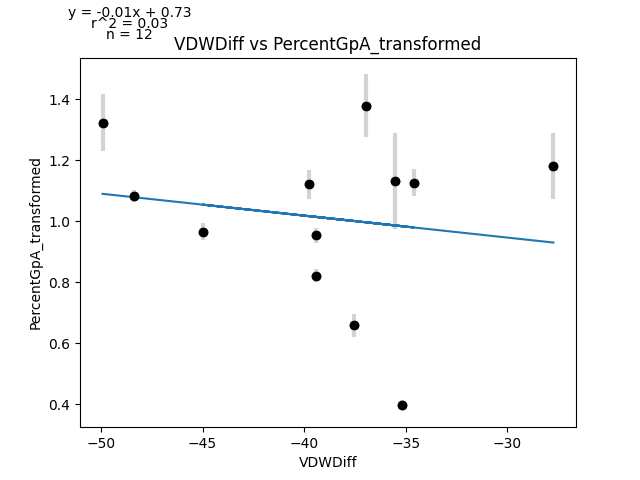 y = -0.01x + 0.73
r^2 = 0.03
n = 12
VDWDiff vs PercentGpA_transformed
PercentGpA_transformed
1.4
1.2
1.0
0.8
0.6
0.4
−50
−45
−40
−35
−30
VDWDiff